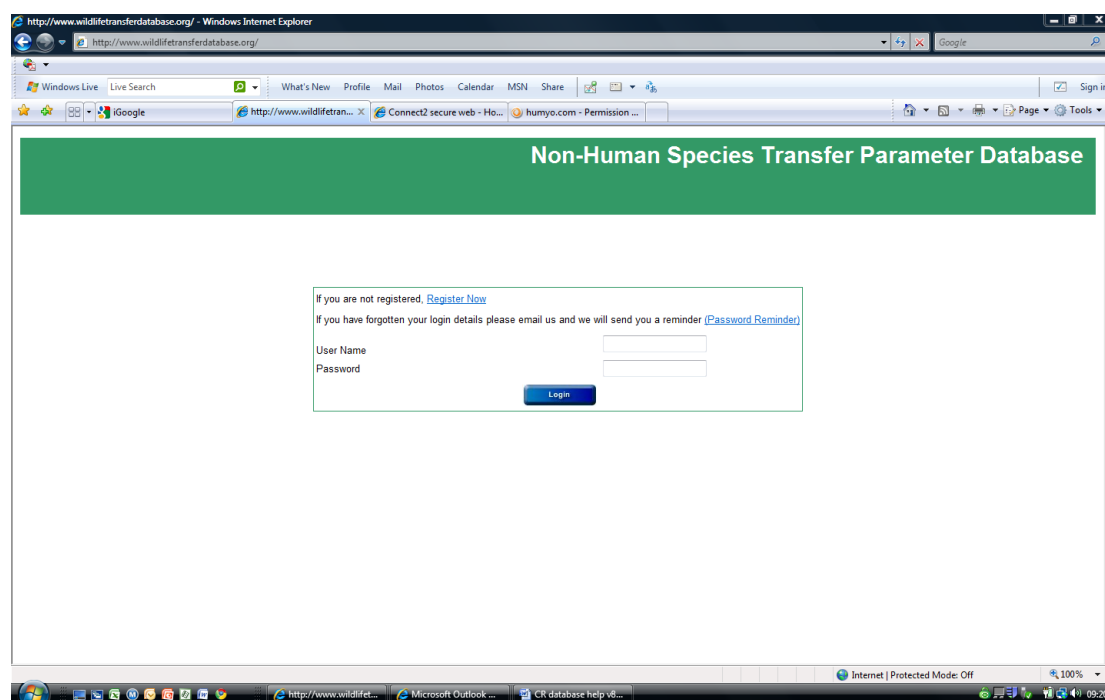 http://www.wildlifetransferdatabase.org/ - Windows Internet Explorer
http://www.wildlifetransferdatabase.org/
Google
Windows Live Live Search What's New Profile Mail Photos Calendar MSN Share Sign in
iGoogle http://www.wildlifetran... Connect2 secure web - Ho... humyo.com - Permission ... Page Tools
Non-Human Species Transfer Parameter Database
If you are not registered, Register Now
If you have forgotten your login details please email us and we will send you a reminder (Password Reminder)
User Name
Password
Login
Internet | Protected Mode: Off 100%
http://www.wildlifet... Microsoft Outlook ... CR database help v8... 09:20